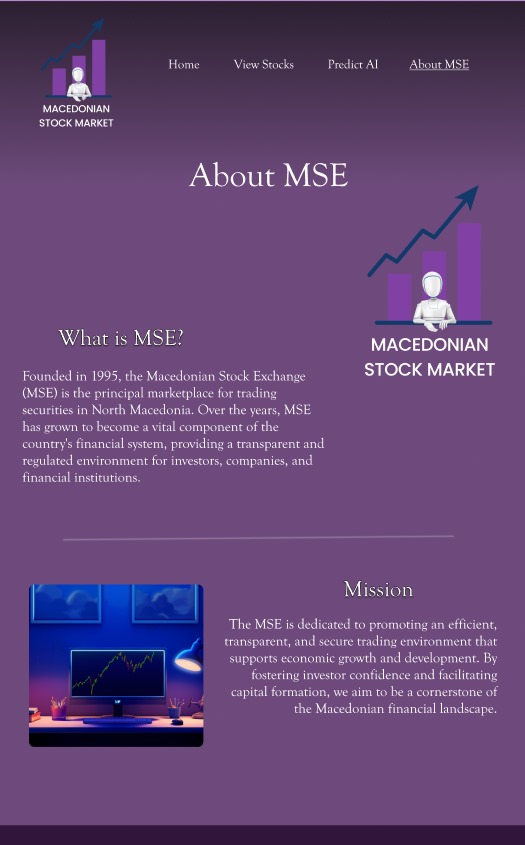 MACEDONIAN
STOCK MARKET
Home
View Stocks
Predict AI
About MSE
About MSE
MACEDONIAN
STOCK MARKET
What is MSE?
Founded in 1995, the Macedonian Stock Exchange
(MSE) is the principal marketplace for trading
securities in North Macedonia. Over the years, MSE
has grown to become a vital component of the
country's financial system, providing a transparent and
regulated environment for investors, companies, and
financial institutions.
Mission
The MSE is dedicated to promoting an efficient,
transparent, and secure trading environment that
supports economic growth and development. By
fostering investor confidence and facilitating
capital formation, we aim to be a cornerstone of
the Macedonian financial landscape.